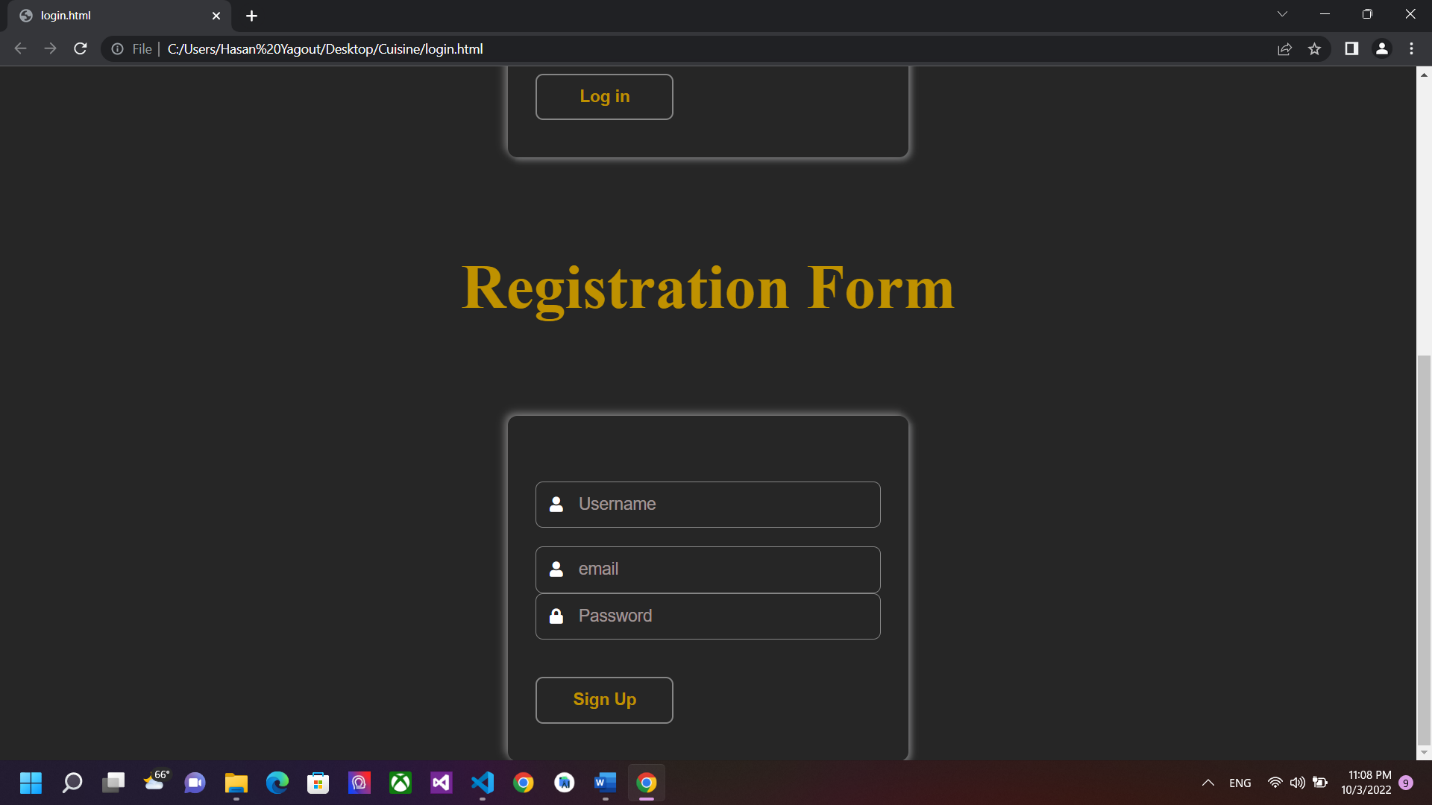 login.html
File | C:/Users/Hasan%20Yagout/Desktop/Cuisine/login.html
Log in
Registration Form
Username
email
Password
Sign Up
66°
ENG
11:08 PM
10/3/2022
9